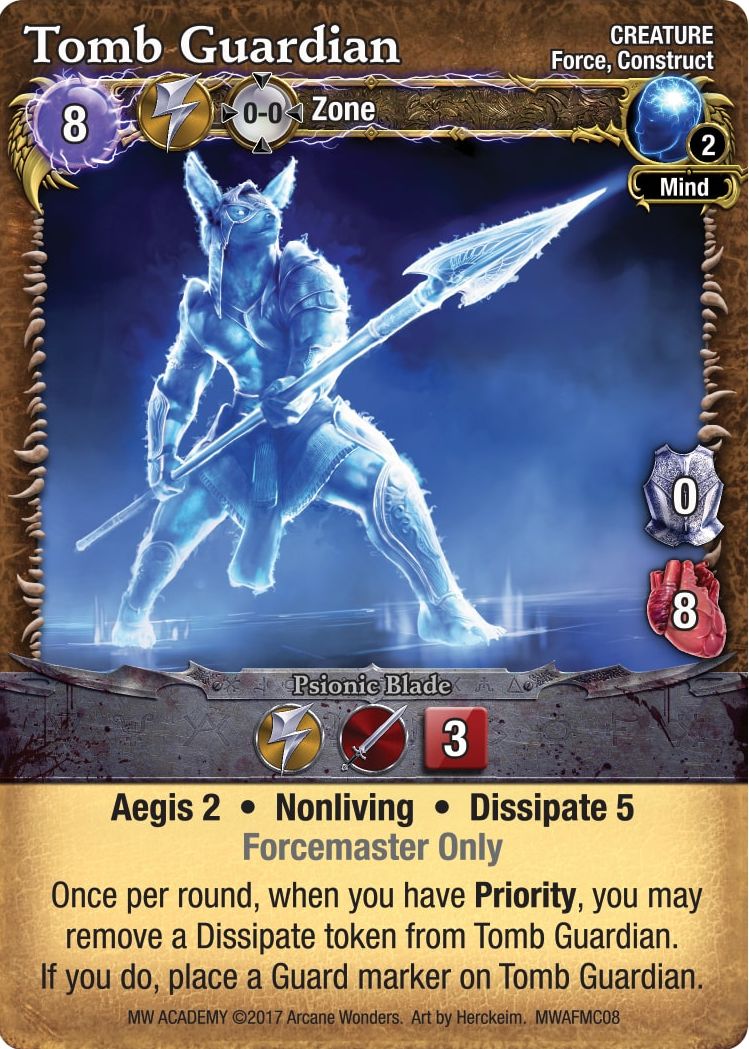 Tomb Guardian
CREATURE
Force, Construct
8
0-0
Zone
2
Mind
0
8
Psionic Blade
3
Aegis 2 • Nonliving • Dissipate 5
Forcemaster Only
Once per round, when you have Priority, you may
remove a Dissipate token from Tomb Guardian.
If you do, place a Guard marker on Tomb Guardian.
MW ACADEMY ©2017 Arcane Wonders. Art by Herckeim. MWAFMC08